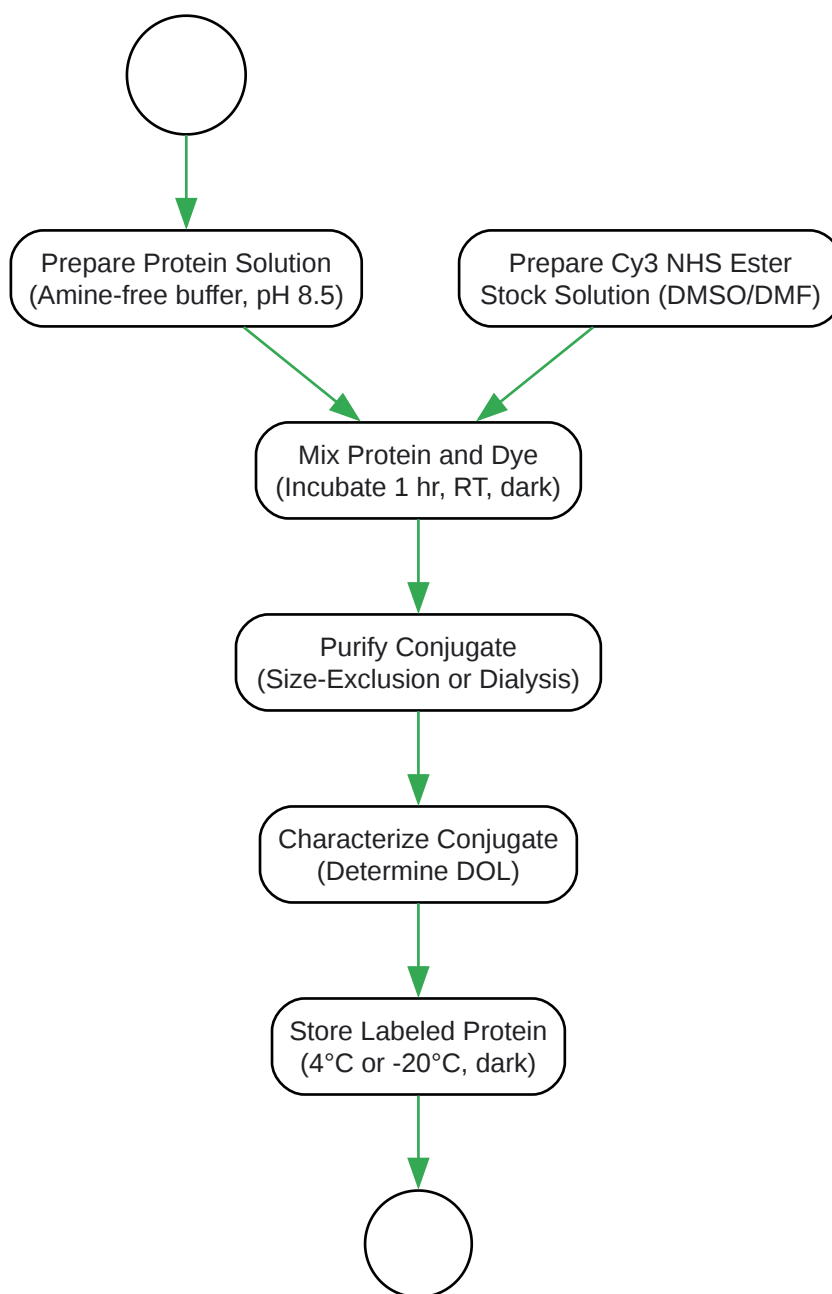 Prepare Protein Solution
(Amine-free buffer, pH 8.5)
Prepare Cy3 NHS Ester
Stock Solution (DMSO/DMF)
Mix Protein and Dye
(Incubate 1 hr, RT, dark)
Purify Conjugate
(Size-Exclusion or Dialysis)
Characterize Conjugate
(Determine DOL)
Store Labeled Protein
(4°C or -20°C, dark)